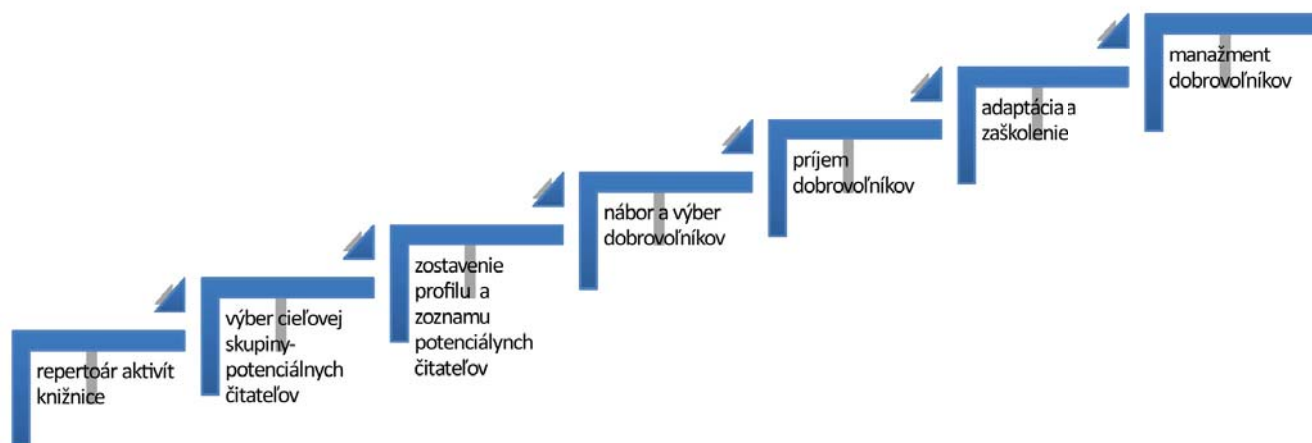 repertoár aktivít
knižnice
výber cieľovej
skupiny-
potenciálnych
čitateľov
zostavenie
profilu a
zoznamu
potenciálynch
čitateľov
nábor a výber
dobrovoľníkov
príjem
dobrovoľníkov
adaptácia a
zaškolenie
manažment
dobrovoľníkov